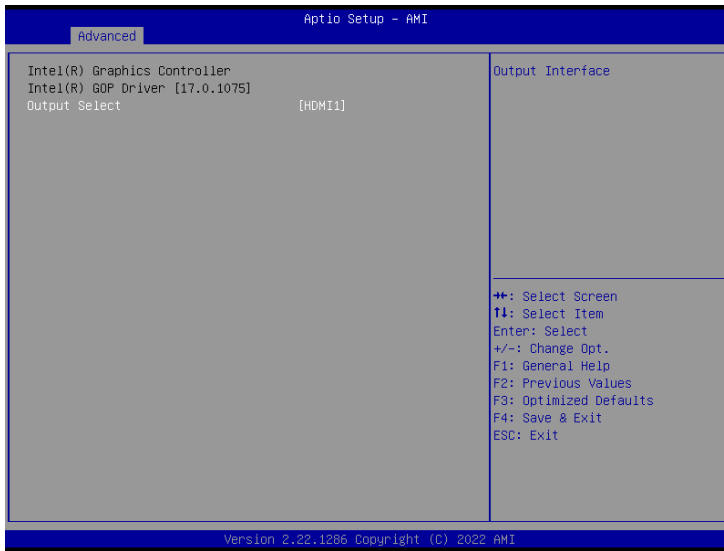 Aptio Setup - AMI
Advanced
Intel(R) Graphics Controller
Intel(R) GOP Driver [17.0.1075]
Output Select [HDMI1]
Output Interface
→←: Select Screen
↑↓: Select Item
Enter: Select
+/-: Change Opt.
F1: General Help
F2: Previous Values
F3: Optimized Defaults
F4: Save & Exit
ESC: Exit
Version 2.22.1286 Copyright (C) 2022 AMI